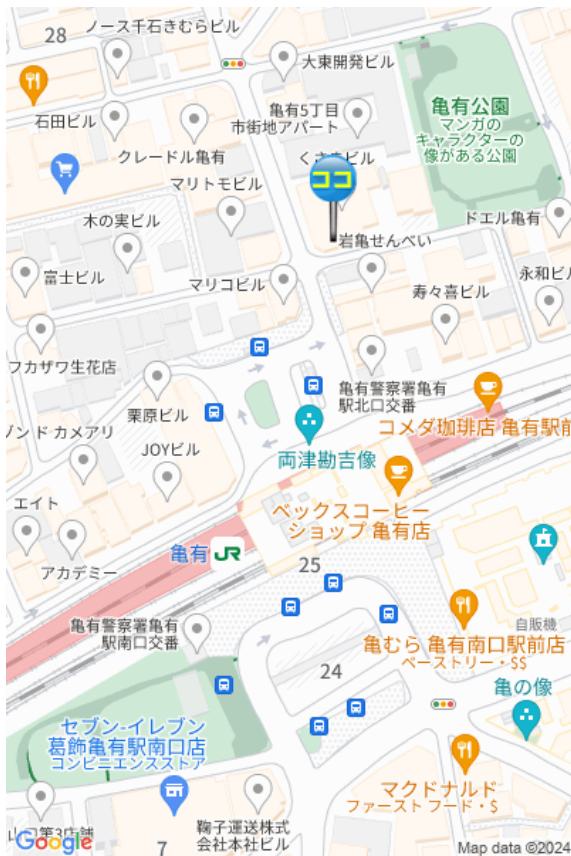 ノース千石きむらビル
28
大東開発ビル
石田ビル
亀有5丁目
市街地アパート
亀有公園
マンガの
キャラクターの
像がある公園
クレードル亀有
くさまビル
マリトモビル
ココ
木の実ビル
ドエル亀有
岩亀せんべい
富士ビル
マリコビル
寿々喜ビル
永和ビル
フカザワ生花店
亀有警察署亀有
駅北口交番
栗原ビル
コメダ珈琲店 亀有駅前
ンド カメアリ
JOYビル
両津勘吉像
エイト
ベックスコーヒー
ショップ 亀有店
亀有 JR
アカデミー
25
亀有警察署亀有
駅南口交番
自販機
亀むら 亀有南口駅前店
ペーストリー・$$
24
亀の像
セブン-イレブン
葛飾亀有駅南口店
コンビニエンスストア
マクドナルド
ファースト フード・$
鞠子運送株式
会社本社ビル
7
Google
Map data ©2024